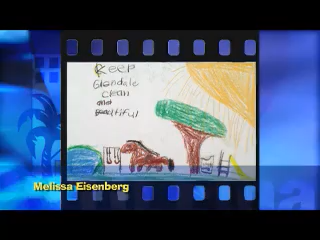 Keep
Glendale
clean
and
Beautiful
Melissa Eisenberg